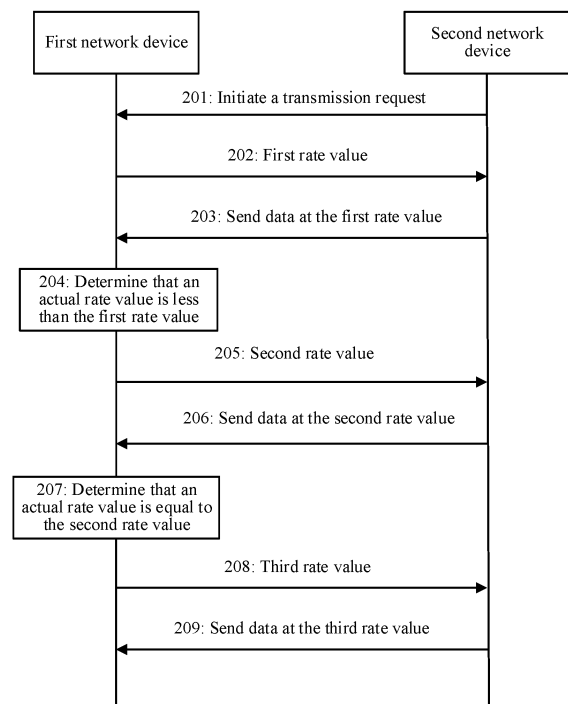 First network device
Second network
device
201: Initiate a transmission request
202: First rate value
203: Send data at the first rate value
204: Determine that an
actual rate value is less
than the first rate value
205: Second rate value
206: Send data at the second rate value
207: Determine that an
actual rate value is equal to
the second rate value
208: Third rate value
209: Send data at the third rate value